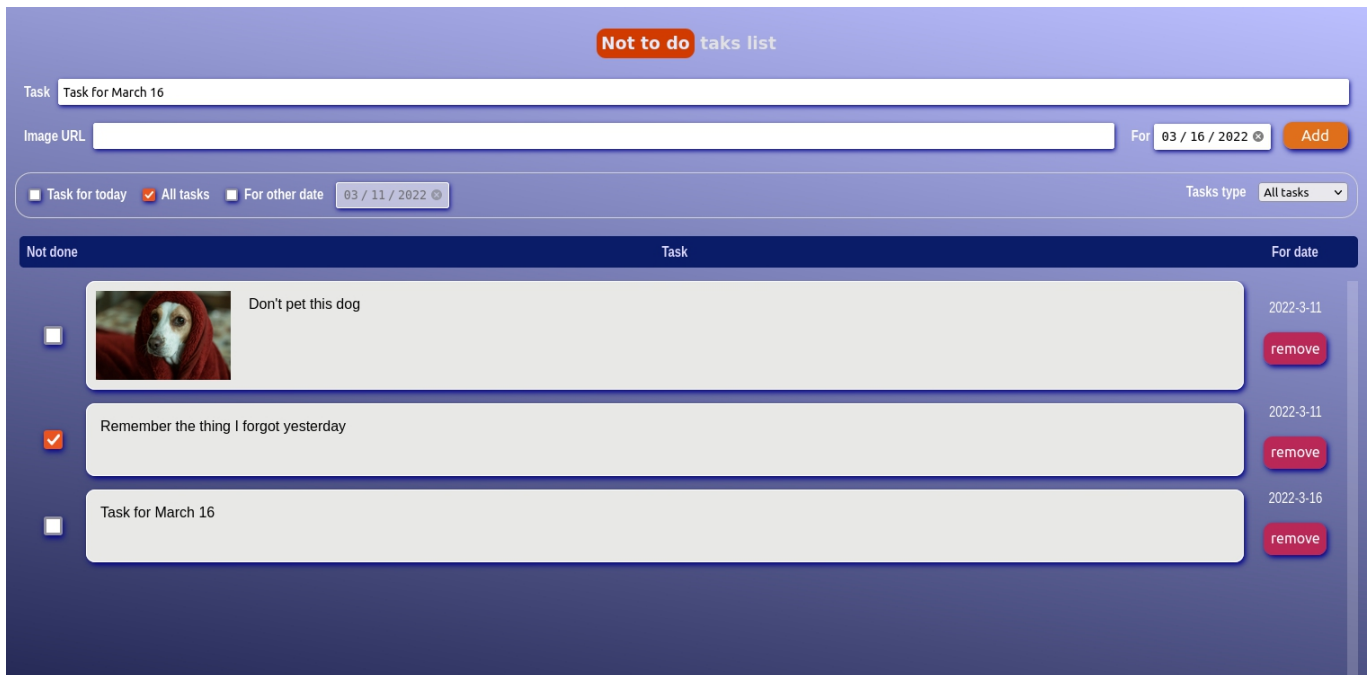 Not to do taks list
Task Task for March 16
Image URL For 03 / 16 / 2022 Add
Task for today All tasks For other date 03 / 11 / 2022 Tasks type All tasks
Not done Task For date
Don't pet this dog 2022-3-11
remove
Remember the thing I forgot yesterday 2022-3-11
remove
Task for March 16 2022-3-16
remove